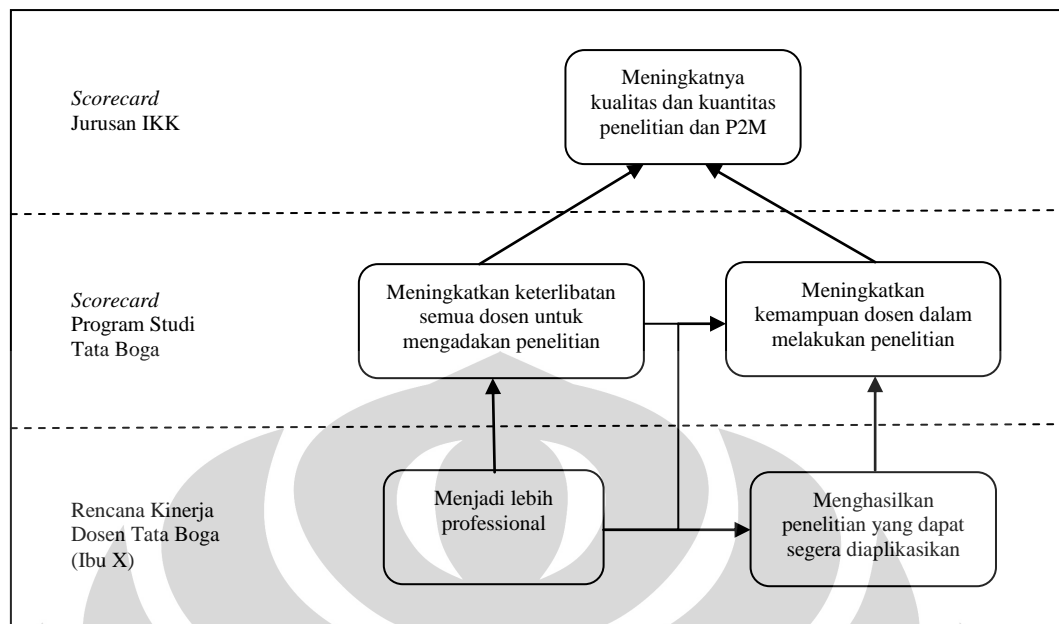 Scorecard
Jurusan IKK
Meningkatnya
kualitas dan kuantitas
penelitian dan P2M
Scorecard
Program Studi
Tata Boga
Meningkatkan keterlibatan
semua dosen untuk
mengadakan penelitian
Meningkatkan
kemampuan dosen dalam
melakukan penelitian
Rencana Kinerja
Dosen Tata Boga
(Ibu X)
Menjadi lebih
professional
Menghasilkan
penelitian yang dapat
segera diaplikasikan